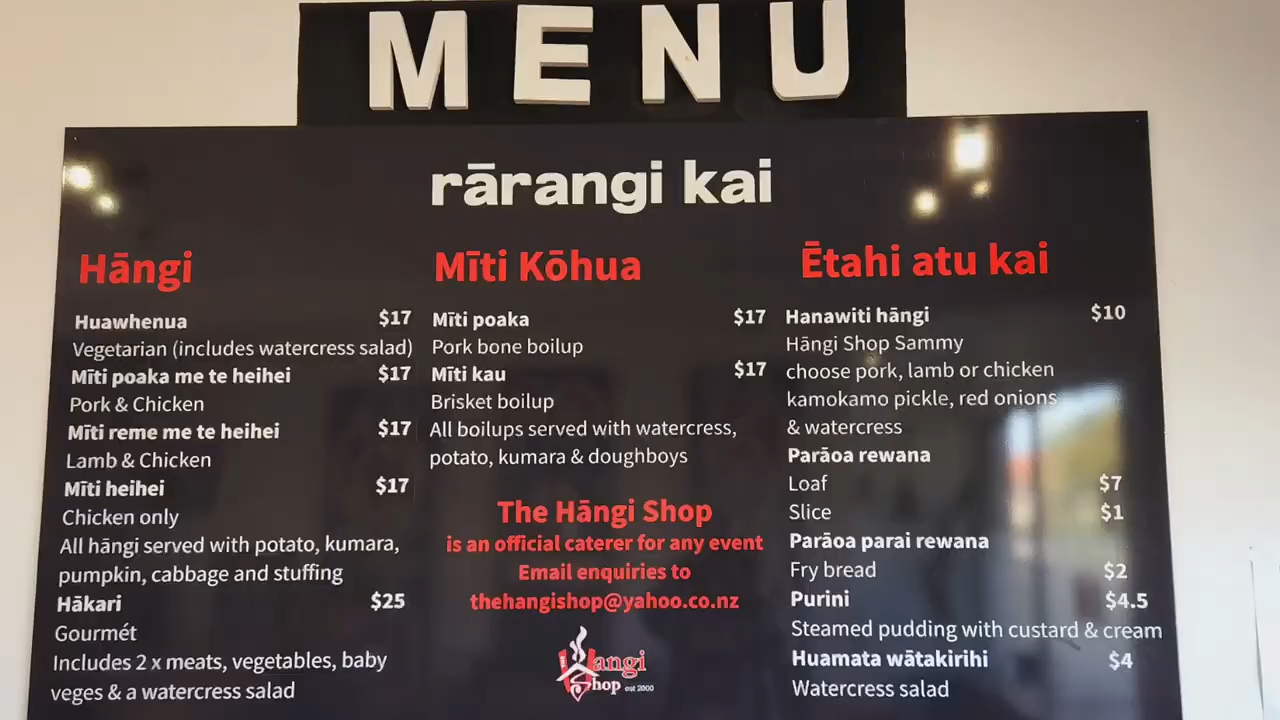 MENU
rārangi kai
Hāngi
Huawhenua $17
Vegetarian (includes watercress salad)
Mīti poaka me te heihei $17
Pork & Chicken
Mīti reme me te heihei $17
Lamb & Chicken
Mīti heihei $17
Chicken only
All hāngi served with potato, kumara,
pumpkin, cabbage and stuffing
Hākari $25
Gourmét
Includes 2 x meats, vegetables, baby
veges & a watercress salad
Mīti Kōhua
Mīti poaka $17
Pork bone boilup
Mīti kau $17
Brisket boilup
All boilups served with watercress,
potato, kumara & doughboys
The Hāngi Shop
is an official caterer for any event
Email enquiries to
thehangishop@yahoo.co.nz
THE Hangi
Shop est 2000
Ētahi atu kai
Hanawiti hāngi $10
Hāngi Shop Sammy
choose pork, lamb or chicken
kamokamo pickle, red onions
& watercress
Parāoa rewana
Loaf $7
Slice $1
Parāoa parai rewana
Fry bread $2
Purini $4.5
Steamed pudding with custard & cream
Huamata wātakirihi $4
Watercress salad